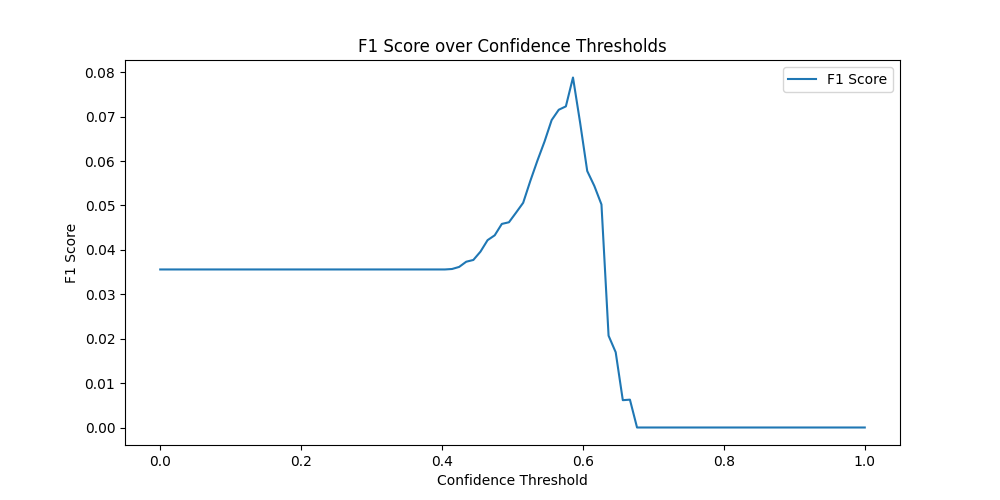 F1 Score over Confidence Thresholds
F1 Score
0.08
0.07
0.06
0.05
0.04
0.03
0.02
0.01
0.00
F1 Score
0.0 0.2 0.4 0.6 0.8 1.0
Confidence Threshold